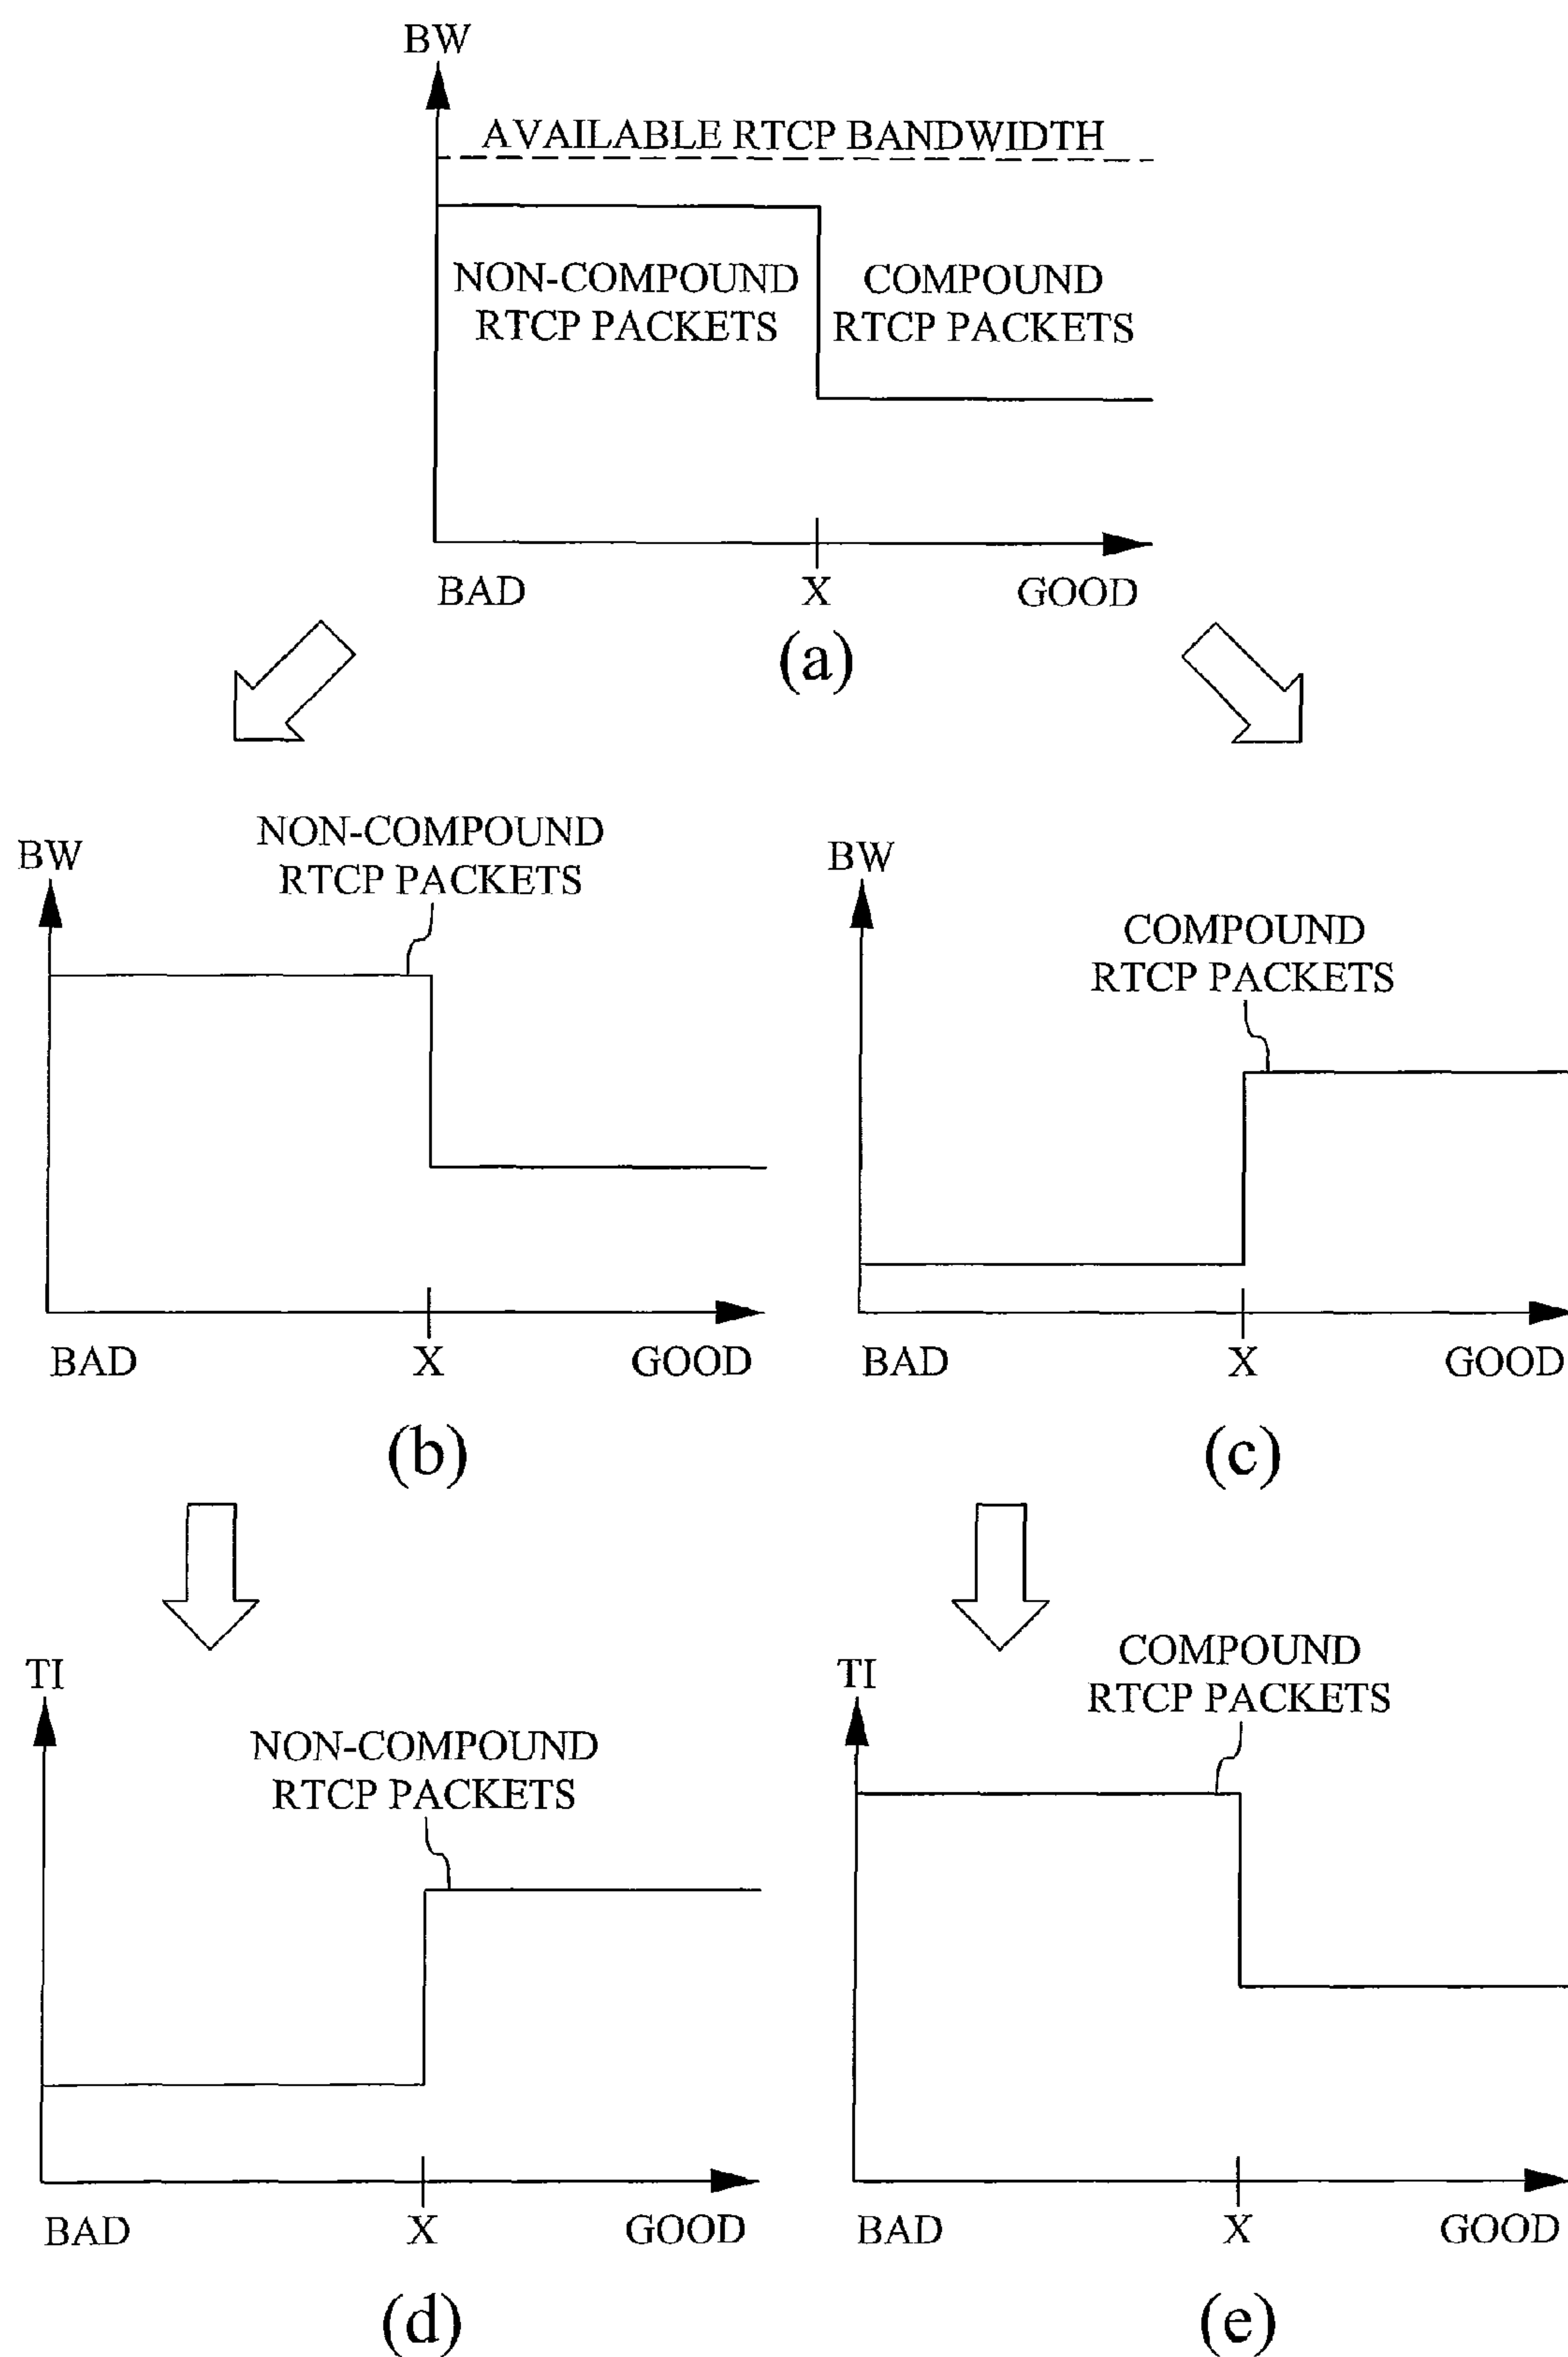 BW
AVAILABLE RTCP BANDWIDTH
NON-COMPOUND
RTCP PACKETS
COMPOUND
RTCP PACKETS
BAD
X
GOOD
(a)
BW
NON-COMPOUND
RTCP PACKETS
BAD
X
GOOD
(b)
BW
COMPOUND
RTCP PACKETS
BAD
X
GOOD
(c)
TI
NON-COMPOUND
RTCP PACKETS
BAD
X
GOOD
(d)
TI
COMPOUND
RTCP PACKETS
BAD
X
GOOD
(e)